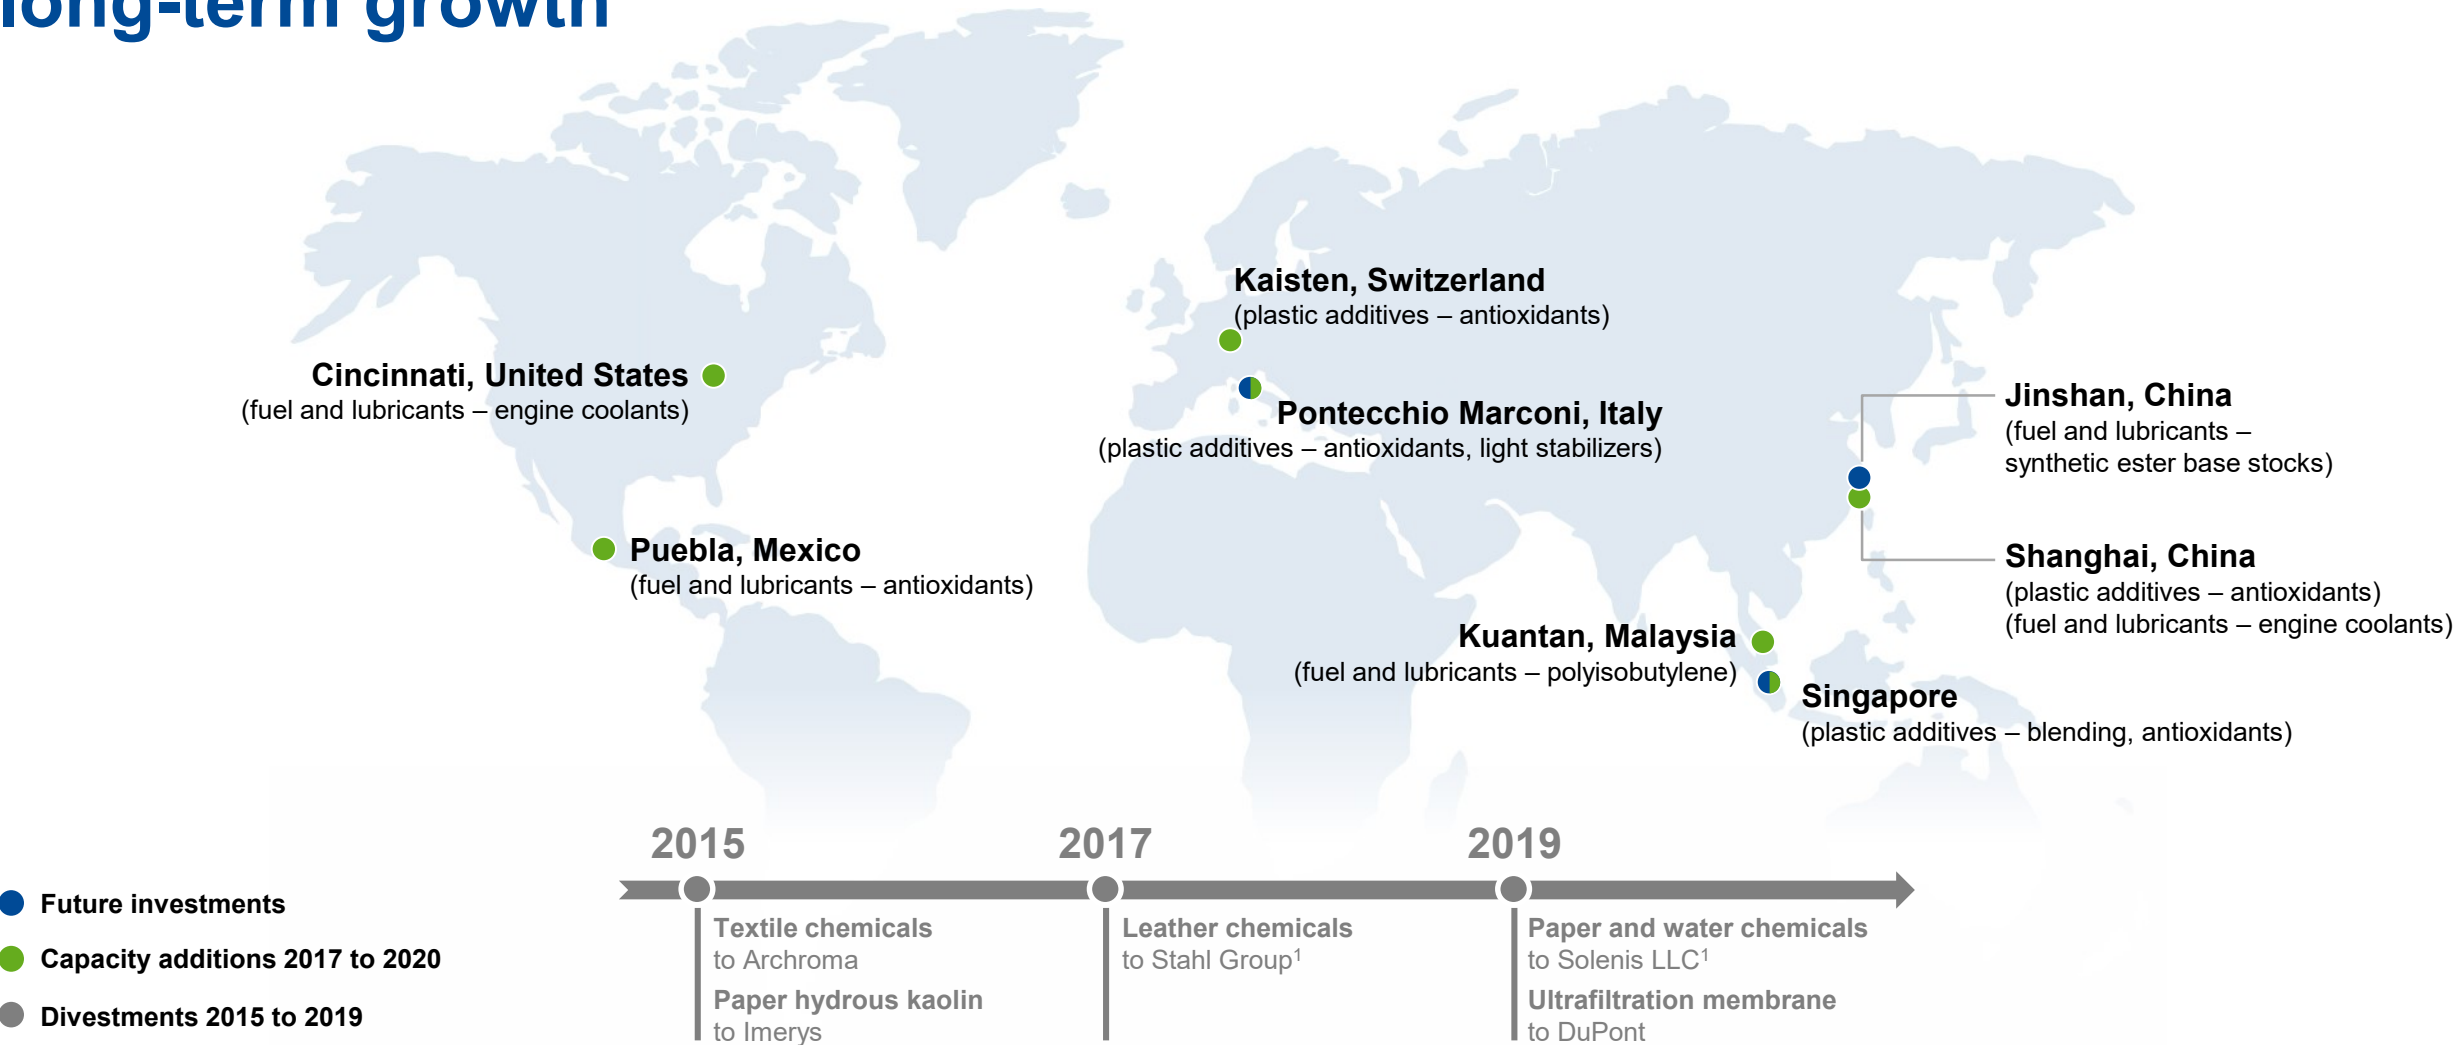 long-term growth
Kaisten, Switzerland
(plastic additives – antioxidants)
Cincinnati, United States
(fuel and lubricants – engine coolants)
Pontecchio Marconi, Italy
(plastic additives – antioxidants, light stabilizers)
Jinshan, China
(fuel and lubricants –
synthetic ester base stocks)
Puebla, Mexico
(fuel and lubricants – antioxidants)
Shanghai, China
(plastic additives – antioxidants)
(fuel and lubricants – engine coolants)
Kuantan, Malaysia
(fuel and lubricants – polyisobutylene)
Singapore
(plastic additives – blending, antioxidants)
2015
2017
2019
Future investments
Capacity additions 2017 to 2020
Divestments 2015 to 2019
Textile chemicals
to Archroma
Paper hydrous kaolin
to Imerys
Leather chemicals
to Stahl Group¹
Paper and water chemicals
to Solenis LLC¹
Ultrafiltration membrane
to DuPont